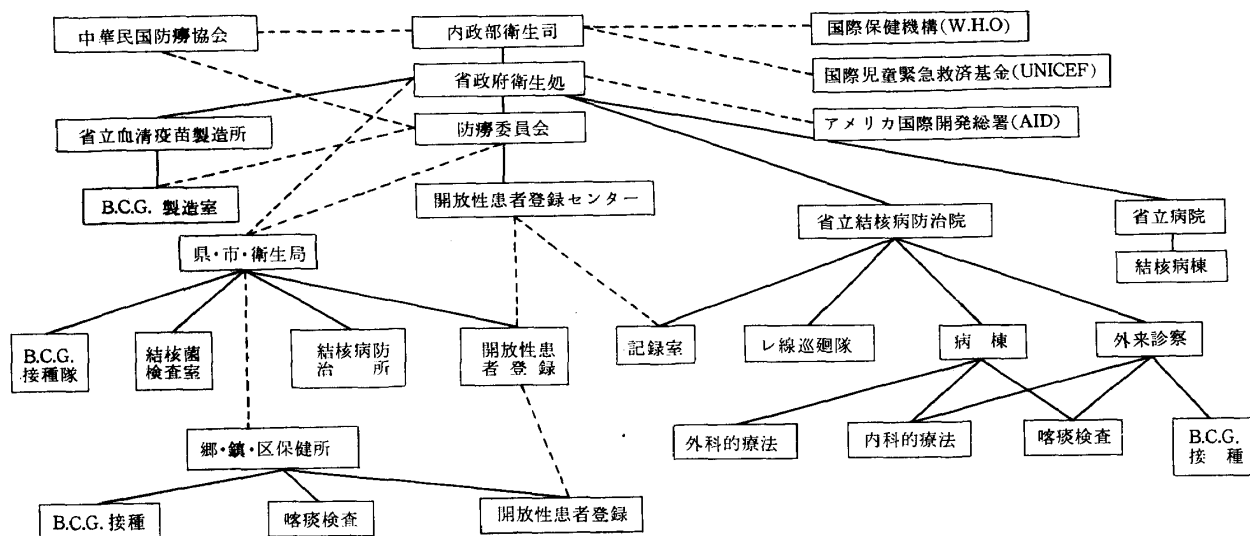 中華民国防癆協会
内政部衛生司
国際保健機構(W.H.O)
国際児童緊急救済基金(UNICEF)
省政府衛生処
アメリカ国際開発総署(AID)
省立血清疫苗製造所
防癆委員会
B.C.G. 製造室
開放性患者登録センター
省立結核病防治院
省立病院
県・市・衛生局
結核病棟
B.C.G.
接種隊
結核菌
検査室
結核病防
治所
開放性患
者登録
記録室
レ線巡廻隊
病棟
外来診察
郷・鎮・区保健所
外科的療法
内科的療法
喀痰検査
B.C.G.
接種
B.C.G. 接種
喀痰検査
開放性患者登録